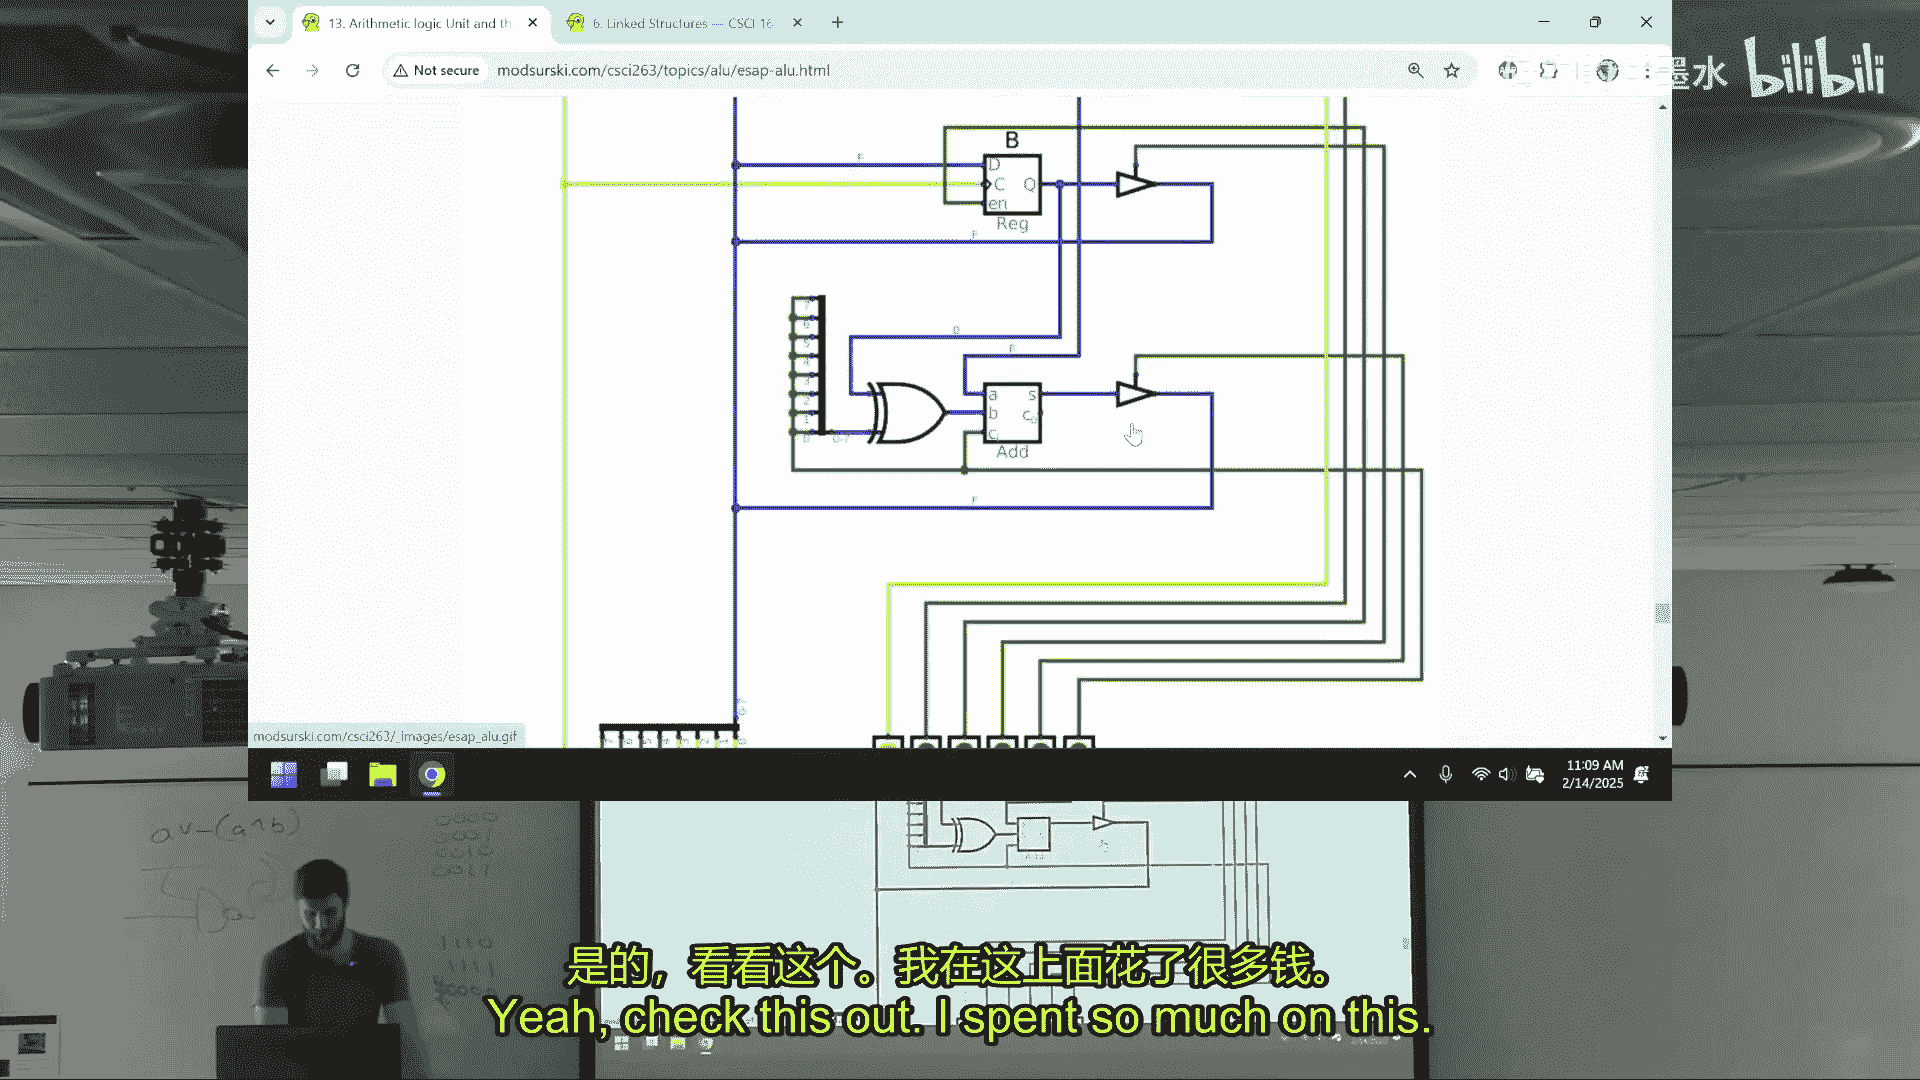 13. Arithmetic logic Unit and th
6. Linked Structures — CSCI 16
Not secure
modsurski.com/csci263/topics/alu/esap-alu.html
墨水
bilibili
B
D
C
Q
en
Reg
a
s
b
Add
modsurski.com/csci263/_images/esap_alu.gif
11:09 AM
2/14/2025
是的，看看这个。我在这上面花了很多钱。
Yeah, check this out. I spent so much on this.